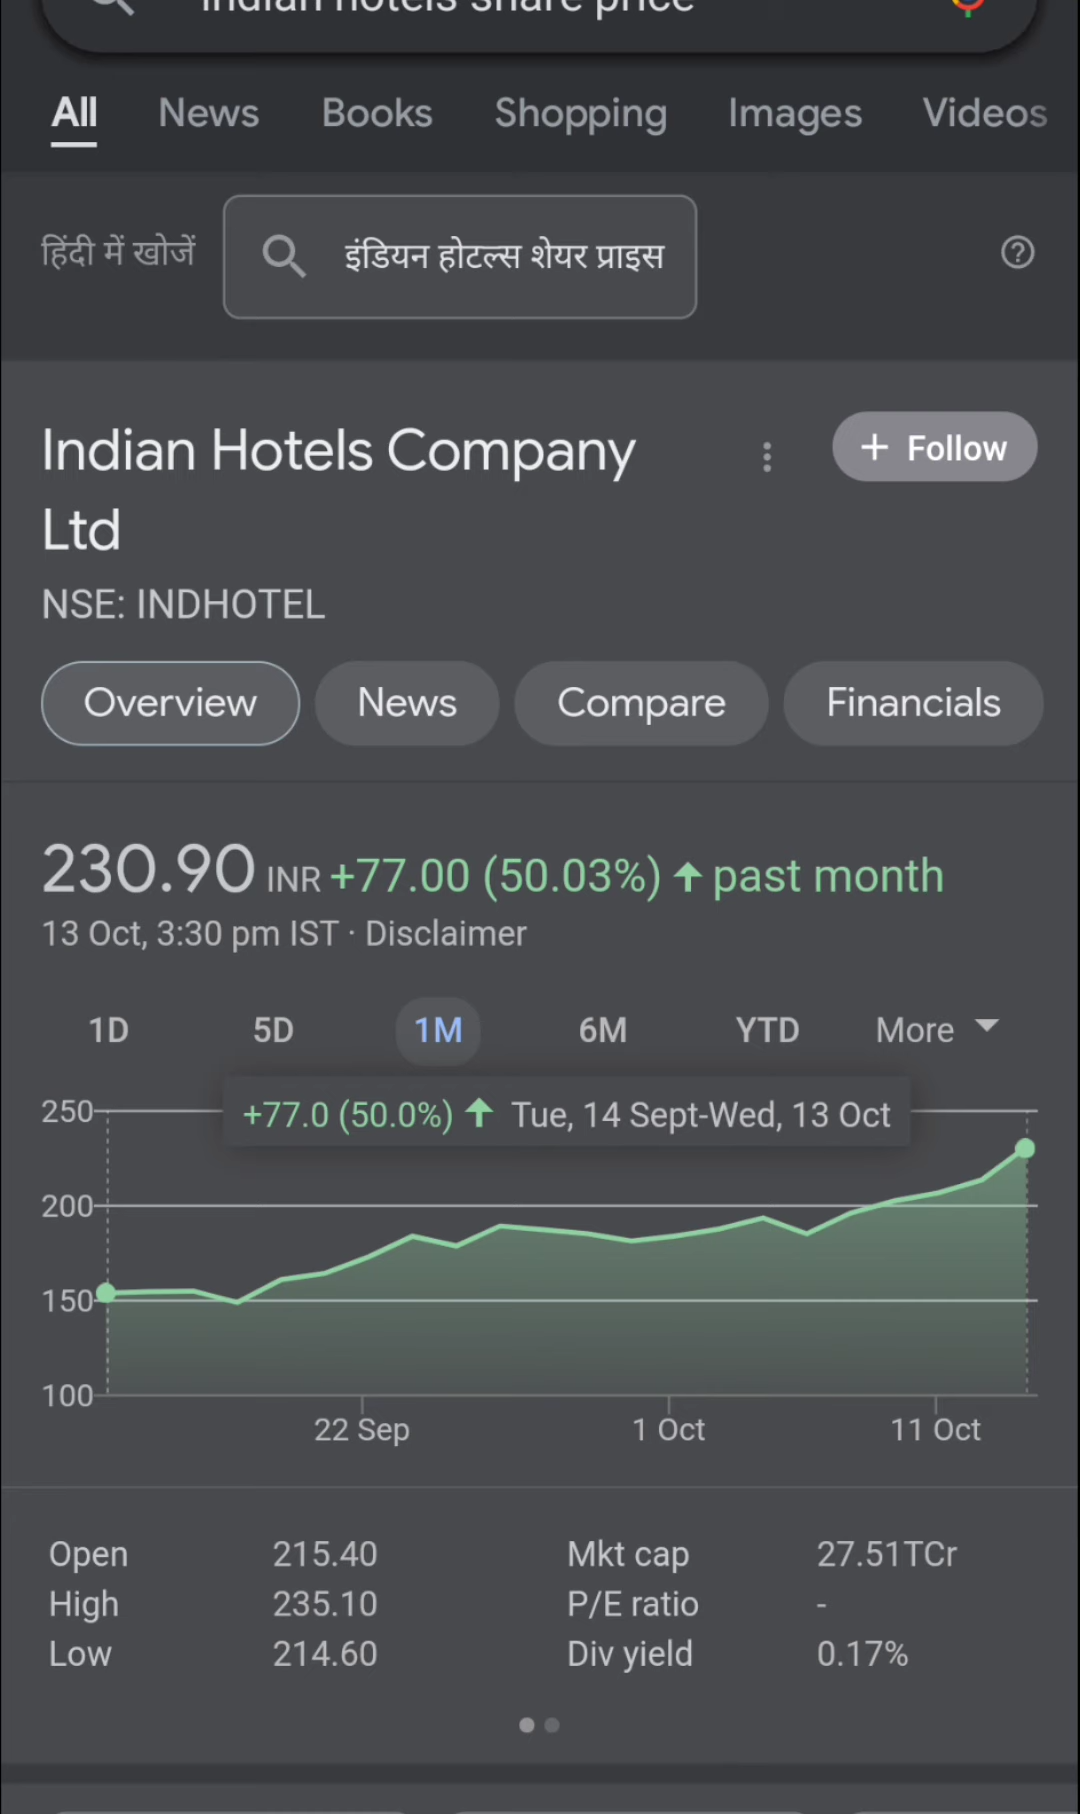 indian hotels share price
All News Books Shopping Images Videos
हिंदी में खोजें इंडियन होटल्स शेयर प्राइस
Indian Hotels Company
Ltd
+ Follow
NSE: INDHOTEL
Overview News Compare Financials
230.90 INR +77.00 (50.03%) ↑ past month
13 Oct, 3:30 pm IST · Disclaimer
1D 5D 1M 6M YTD More
+77.0 (50.0%) ↑ Tue, 14 Sept-Wed, 13 Oct
250
200
150
100
22 Sep 1 Oct 11 Oct
Open 215.40 Mkt cap 27.51TCr
High 235.10 P/E ratio -
Low 214.60 Div yield 0.17%